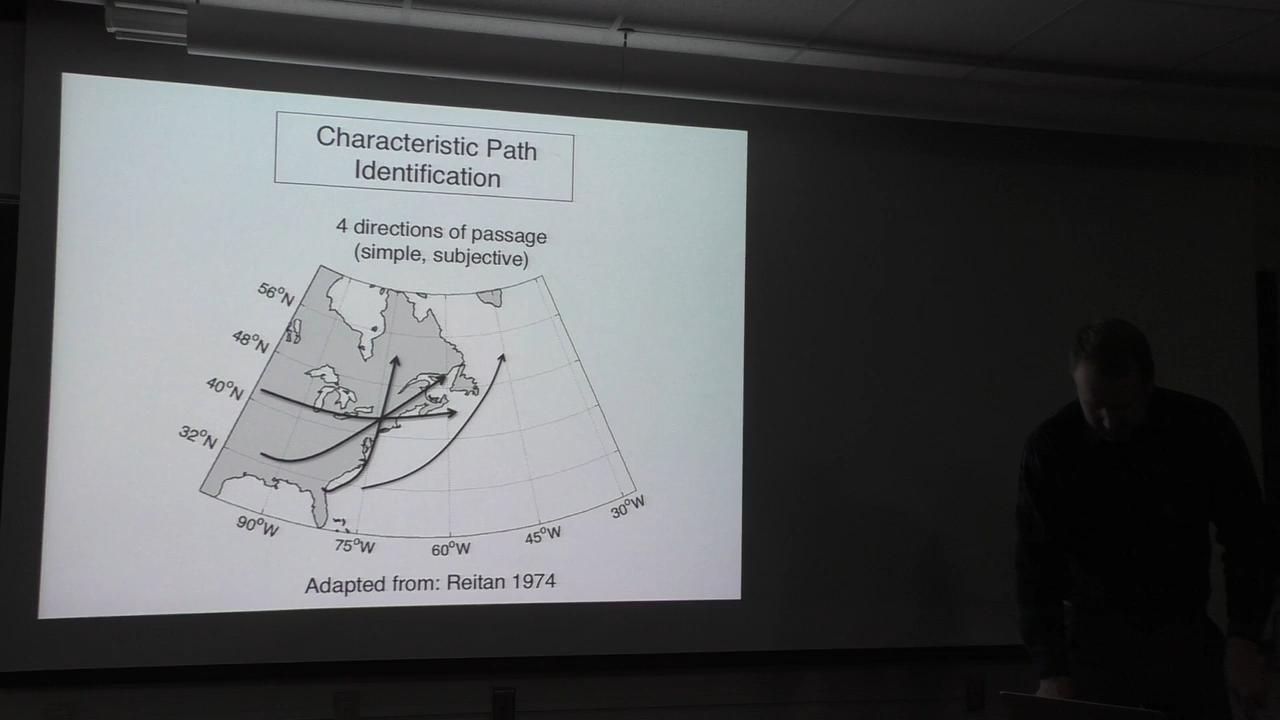 Characteristic Path
Identification
4 directions of passage
(simple, subjective)
56°N
48°N
40°N
32°N
90°W
75°W
60°W
45°W
30°W
Adapted from: Reitan 1974